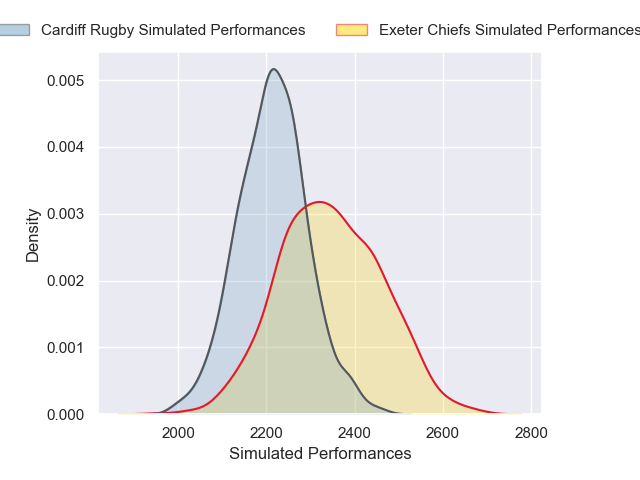 Cardiff Rugby Simulated Performances Exeter Chiefs Simulated Performances
0.005
0.004
0.003
0.002
0.001
0.000
Density
2000 2200 2400 2600 2800
Simulated Performances